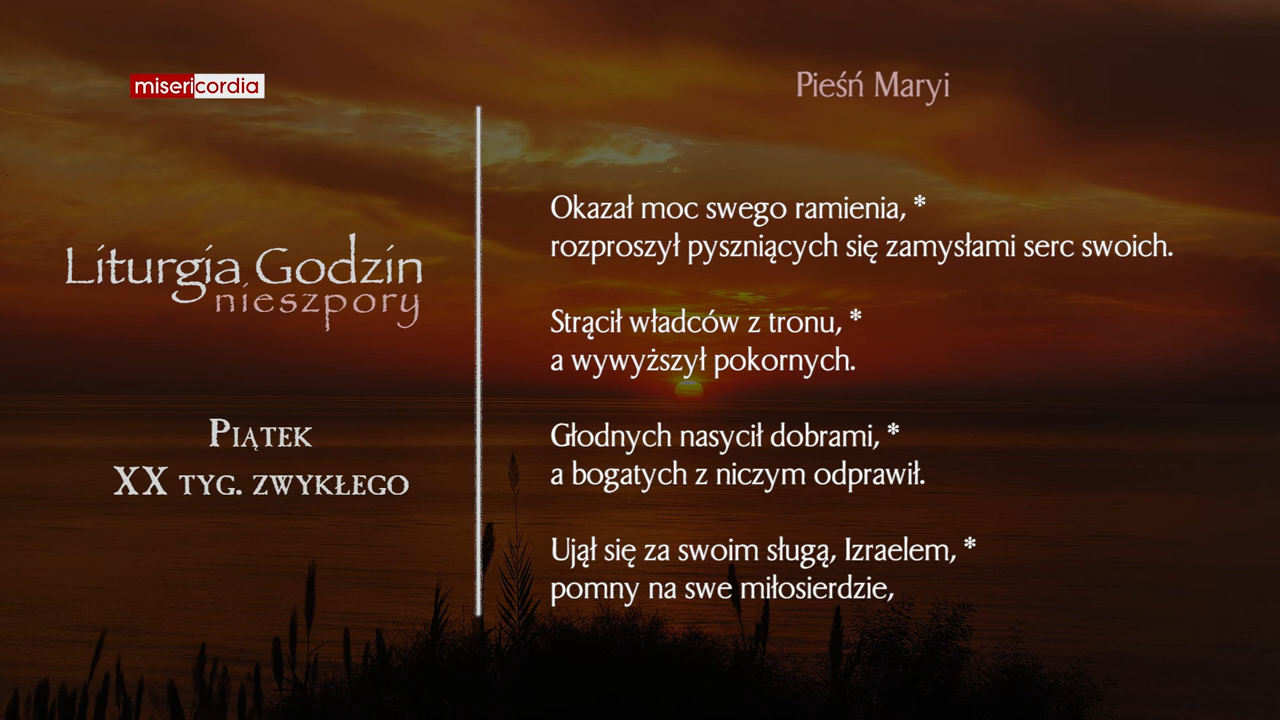 misericordia
Liturgia Godzin
nieszpory
Piątek
XX tyg. zwykłego
Pieśń Maryi
Okazał moc swego ramienia, *
rozproszył pyszniących się zamysłami serc swoich.
Strącił władców z tronu, *
a wywyższył pokornych.
Głodnych nasycił dobrami, *
a bogatych z niczym odprawił.
Ujął się za swoim sługą, Izraelem, *
pomny na swe miłosierdzie,